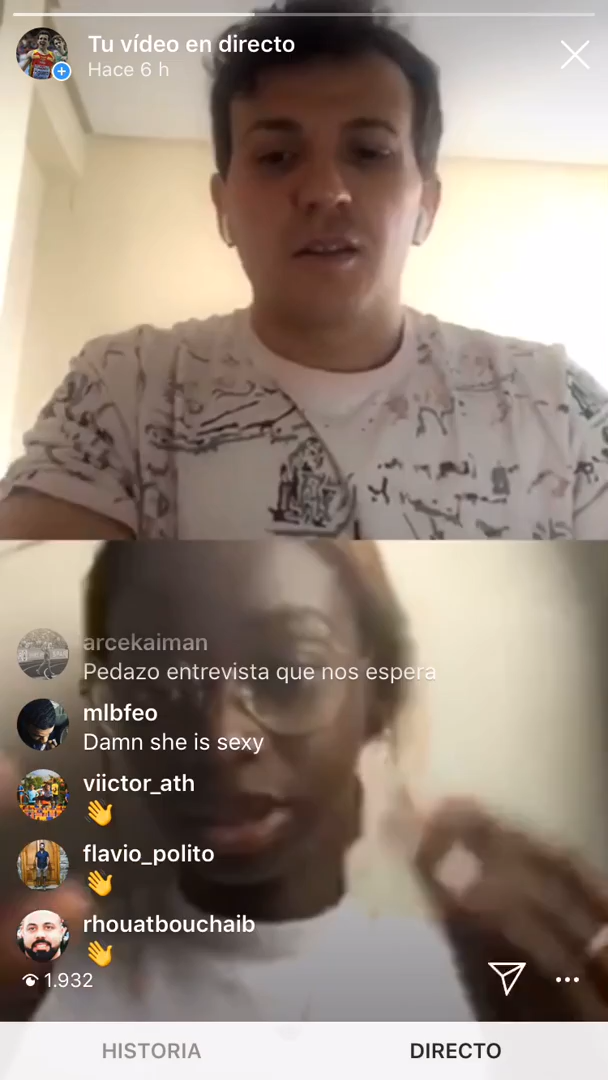 Tu vídeo en directo
Hace 6 h
arcekaiman
Pedazo entrevista que nos espera
mlbfeo
Damn she is sexy
viictor_ath
👋
flavio_polito
👋
rhouatbouchaib
👋
1.932
HISTORIA
DIRECTO